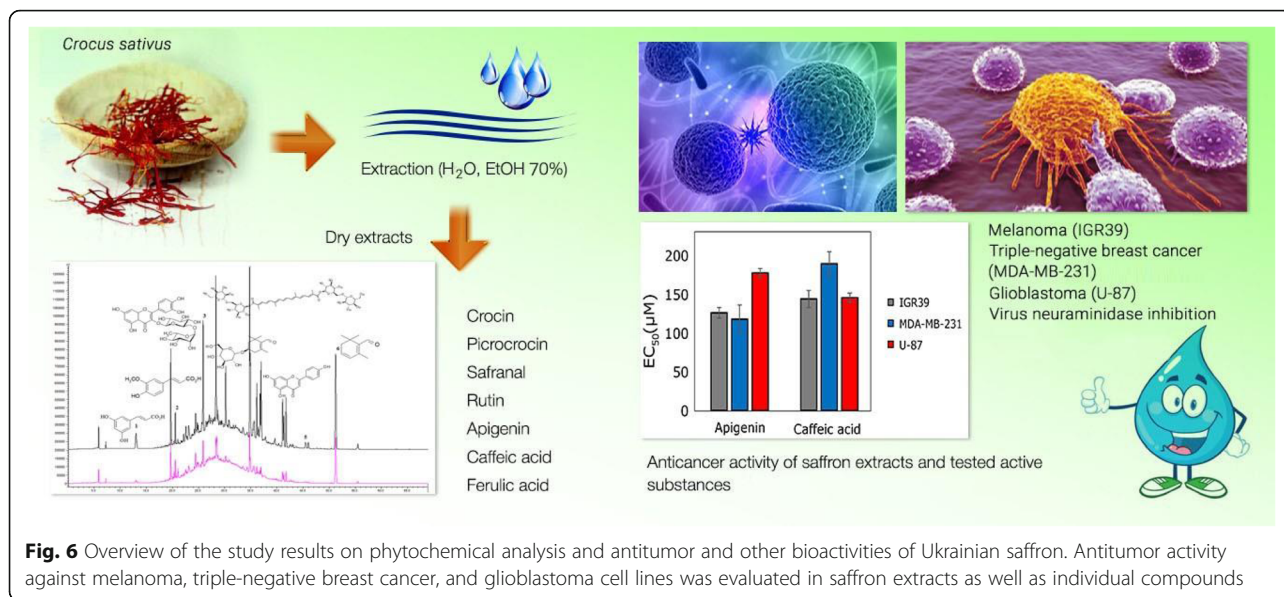 Crocus sativus
Extraction (H₂O, EtOH 70%)
Dry extracts
Crocin
Picrocrocin
Safranal
Rutin
Apigenin
Caffeic acid
Ferulic acid
Melanoma (IGR39)
Triple-negative breast cancer
(MDA-MB-231)
Glioblastoma (U-87)
Virus neuraminidase inhibition
EC₅₀(µM)
200
150
100
50
0
Apigenin
Caffeic acid
IGR39
MDA-MB-231
U-87
Anticancer activity of saffron extracts and tested active
substances
Fig. 6 Overview of the study results on phytochemical analysis and antitumor and other bioactivities of Ukrainian saffron. Antitumor activity
against melanoma, triple-negative breast cancer, and glioblastoma cell lines was evaluated in saffron extracts as well as individual compounds